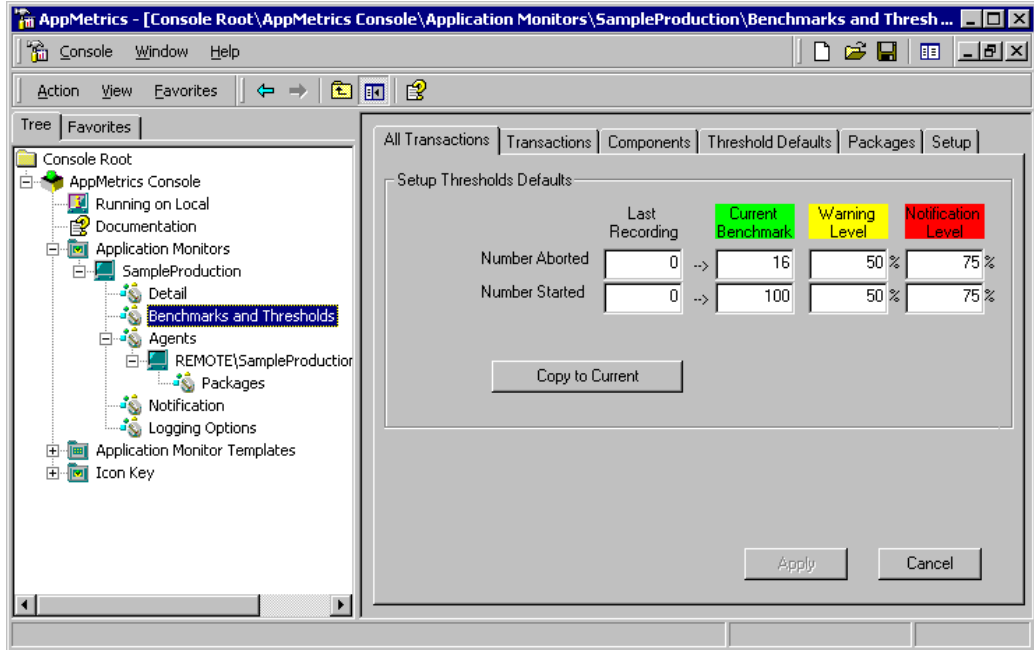 AppMetrics - [Console Root\AppMetrics Console\Application Monitors\SampleProduction\Benchmarks and Thresh...
Console Window Help
Action View Favorites
Tree Favorites
Console Root
AppMetrics Console
Running on Local
Documentation
Application Monitors
SampleProduction
Detail
Benchmarks and Thresholds
Agents
REMOTE\SampleProduction
Packages
Notification
Logging Options
Application Monitor Templates
Icon Key
All Transactions Transactions Components Threshold Defaults Packages Setup
Setup Thresholds Defaults
Last Recording
Current Benchmark
Warning Level
Notification Level
Number Aborted 0 --> 16 50 % 75 %
Number Started 0 --> 100 50 % 75 %
Copy to Current
Apply Cancel